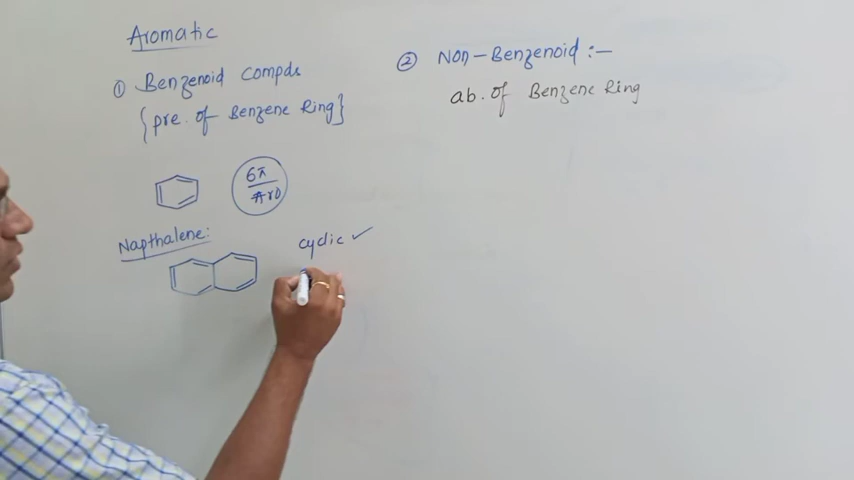 Aromatic
① Benzenoid Compds
{pre. of Benzene Ring}
6π
Aro
Napthalene:
cyclic ✓
② Non-Benzenoid :-
ab. of Benzene Ring